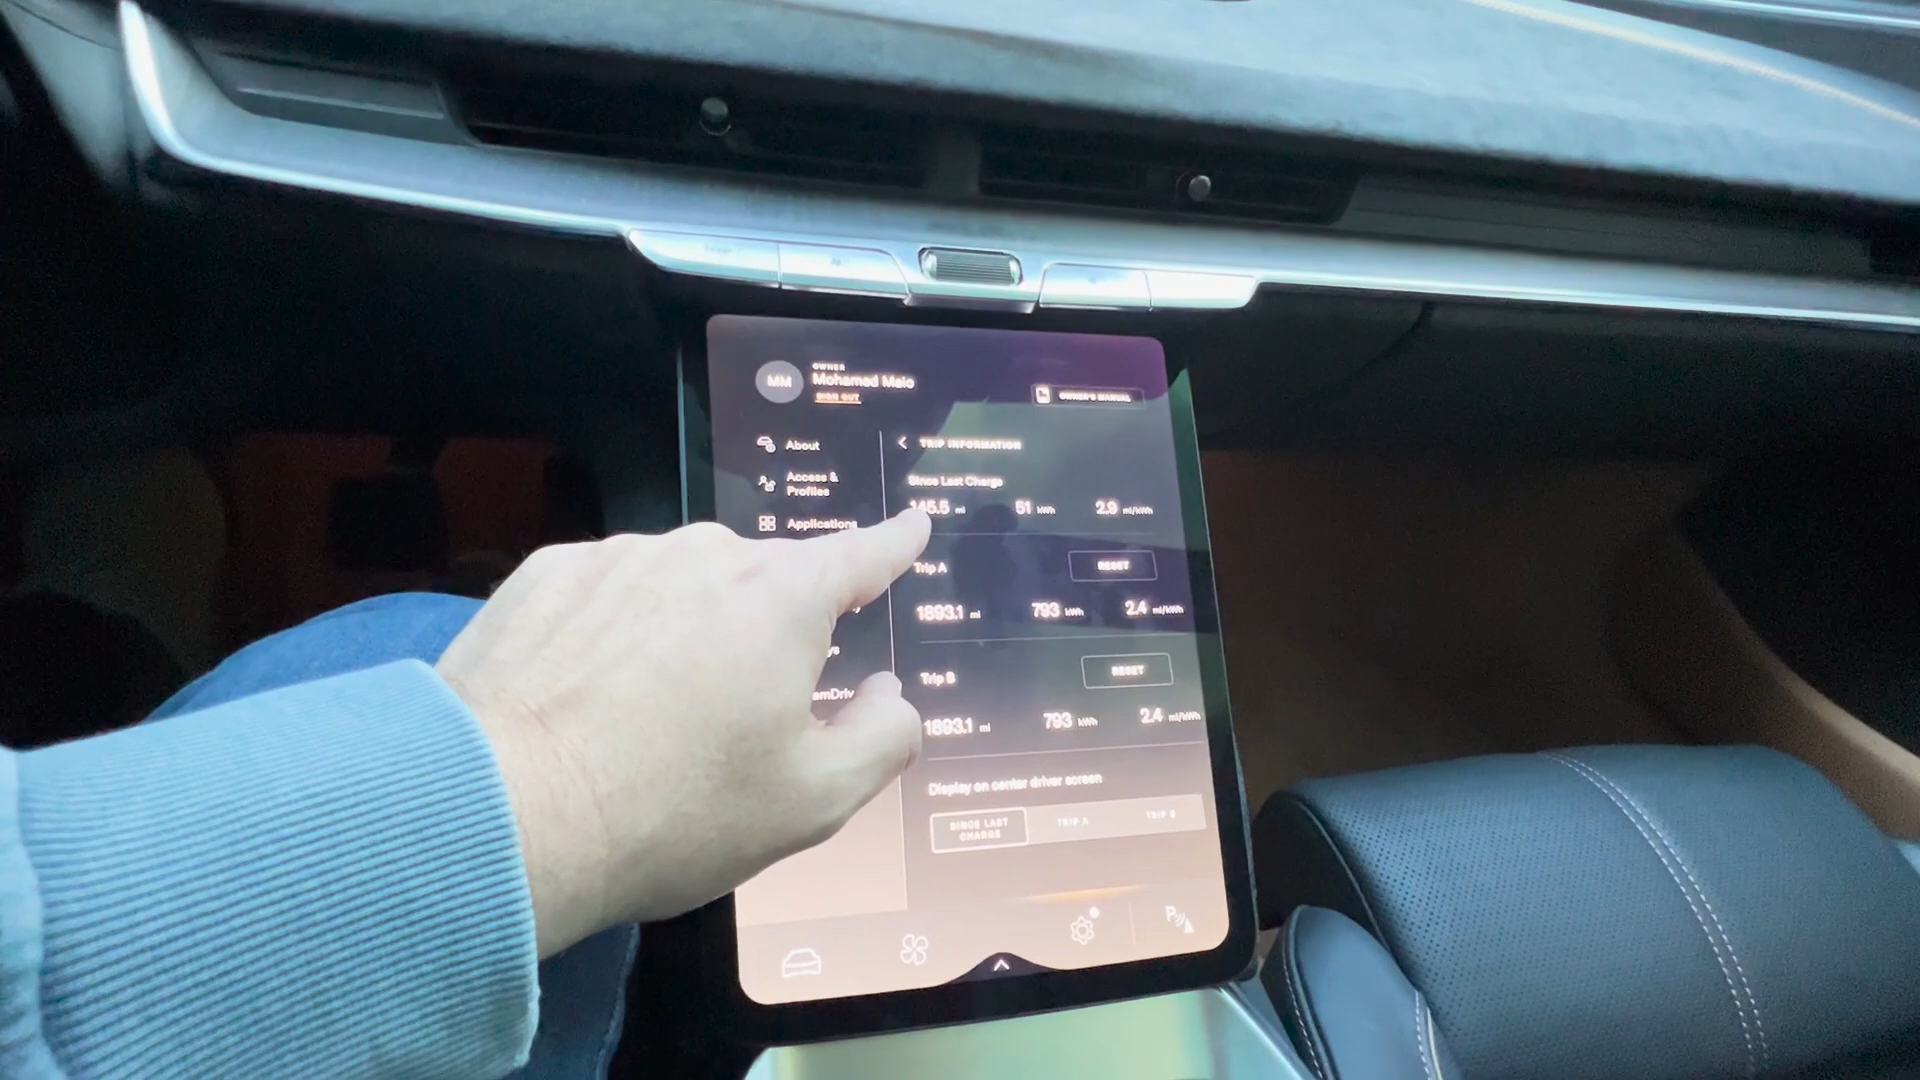 MM
OWNER
Mohamed Malo
SIGN OUT
OWNER'S MANUAL
About
Access &
Profiles
Applications
ys
amDriv
TRIP INFORMATION
Since Last Charge
145.5 mi 51 kWh 2.9 mi/kWh
Trip A RESET
1893.1 mi 793 kWh 2.4 mi/kWh
Trip B RESET
1893.1 mi 793 kWh 2.4 mi/kWh
Display on center driver screen
SINCE LAST
CHARGE
TRIP A
TRIP B
P